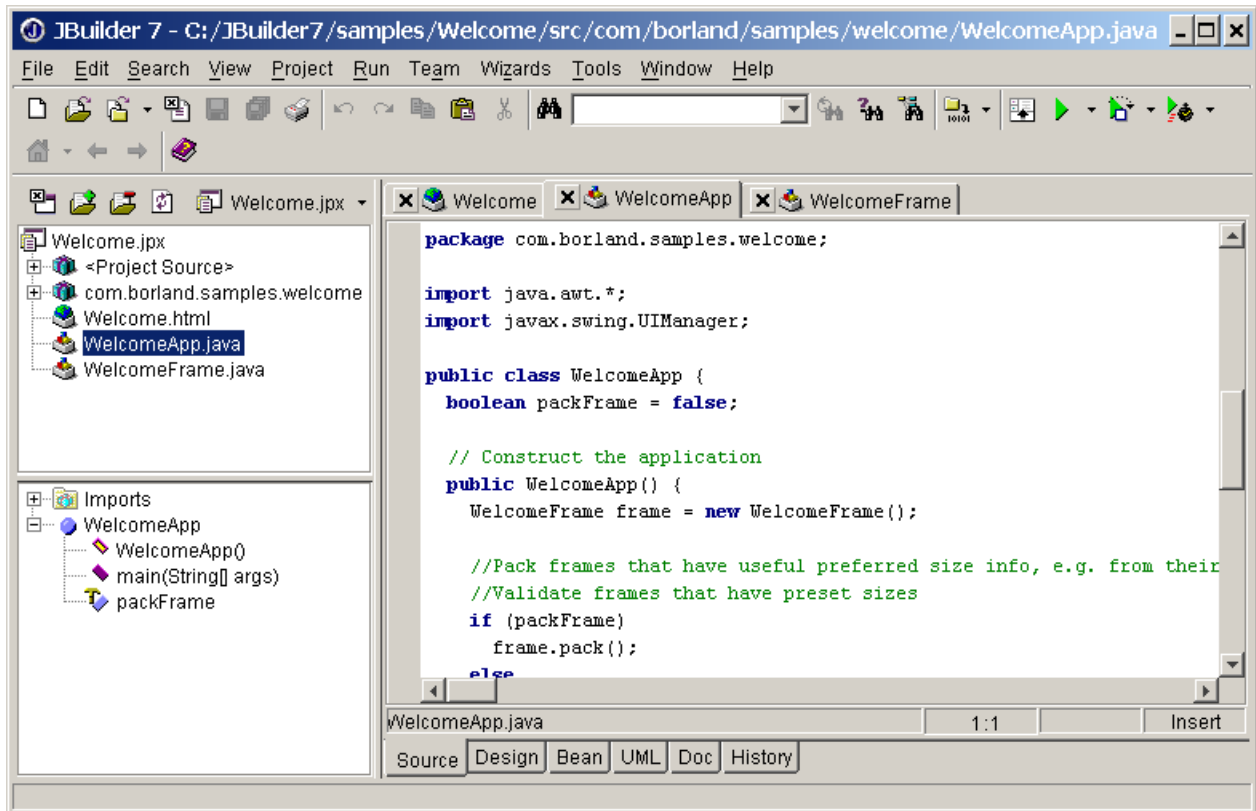 JBuilder 7 - C:/JBuilder7/samples/Welcome/src/com/borland/samples/welcome/WelcomeApp.java
File Edit Search View Project Run Team Wizards Tools Window Help
Welcome.jpx
Welcome.jpx
<Project Source>
com.borland.samples.welcome
Welcome.html
WelcomeApp.java
WelcomeFrame.java
Imports
WelcomeApp
WelcomeApp()
main(String[] args)
packFrame
Welcome WelcomeApp WelcomeFrame
package com.borland.samples.welcome;
import java.awt.*;
import javax.swing.UIManager;
public class WelcomeApp {
boolean packFrame = false;
// Construct the application
public WelcomeApp() {
WelcomeFrame frame = new WelcomeFrame();
//Pack frames that have useful preferred size info, e.g. from their
//Validate frames that have preset sizes
if (packFrame)
frame.pack();
else
WelcomeApp.java 1:1 Insert
Source Design Bean UML Doc History